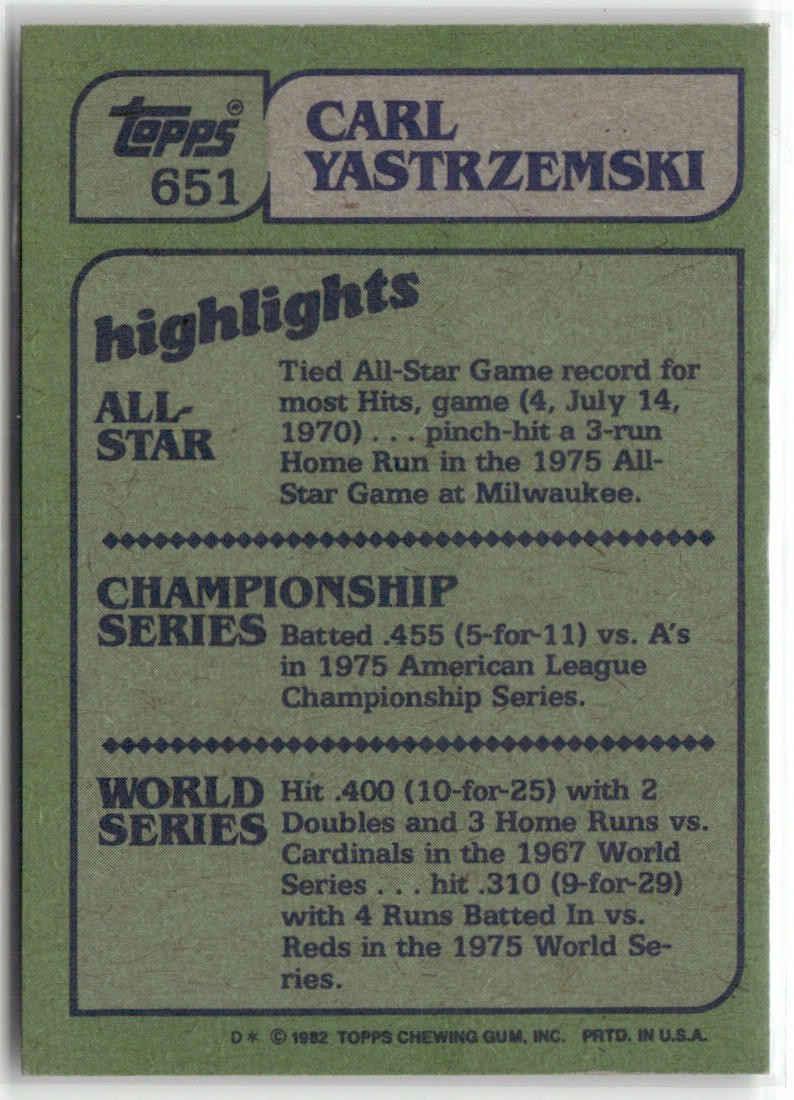 Topps®
651
CARL
YASTRZEMSKI
highlights
ALL-
STAR
Tied All-Star Game record for
most Hits, game (4, July 14,
1970) . . . pinch-hit a 3-run
Home Run in the 1975 All-
Star Game at Milwaukee.
CHAMPIONSHIP
SERIES
Batted .455 (5-for-11) vs. A's
in 1975 American League
Championship Series.
WORLD
SERIES
Hit .400 (10-for-25) with 2
Doubles and 3 Home Runs vs.
Cardinals in the 1967 World
Series . . . hit .310 (9-for-29)
with 4 Runs Batted In vs.
Reds in the 1975 World Se-
ries.
D* © 1982 TOPPS CHEWING GUM, INC. PRTD. IN U.S.A.